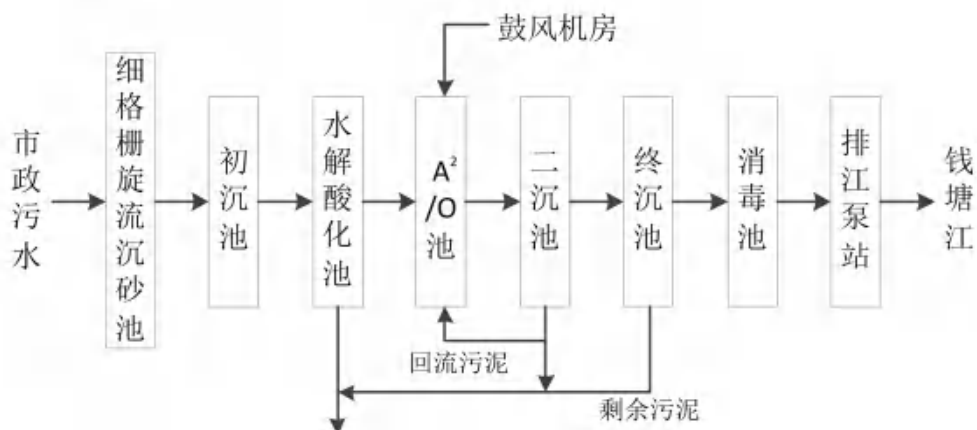 鼓风机房
市政污水
细格栅旋流沉砂池
初沉池
水解酸化池
A²
/O
池
二沉池
终沉池
消毒池
排江泵站
钱塘江
回流污泥
剩余污泥